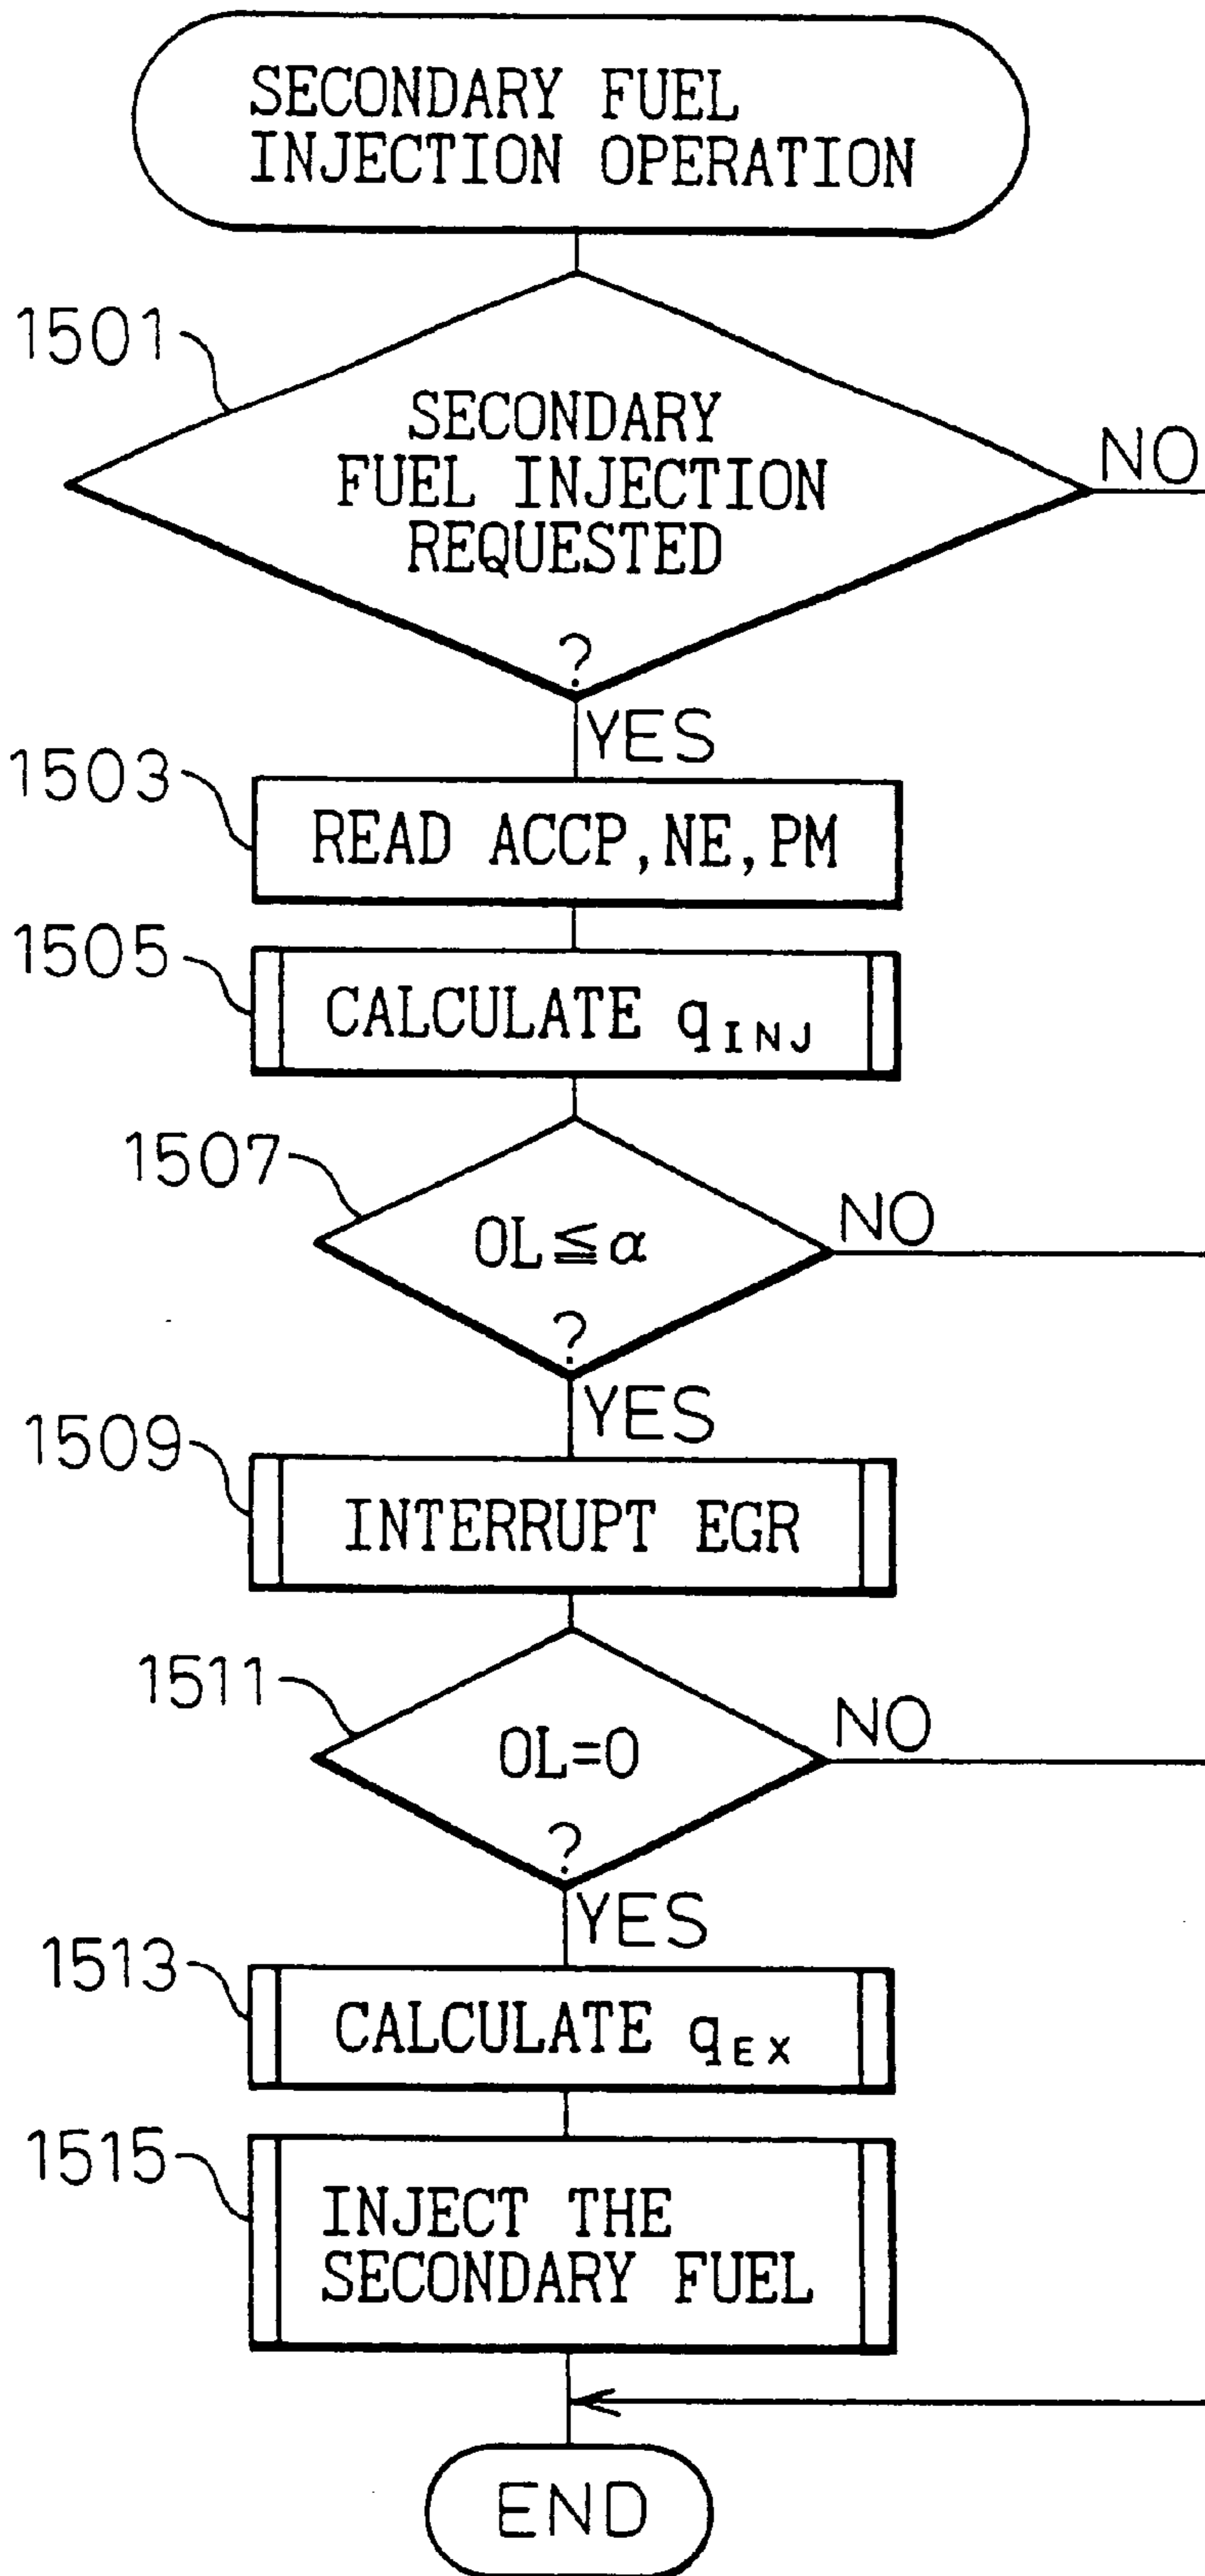 SECONDARY FUEL
INJECTION OPERATION
1501
SECONDARY
FUEL INJECTION
REQUESTED
?
NO
YES
1503
READ ACCP, NE, PM
1505
CALCULATE qINJ
1507
OL≦α
?
NO
YES
1509
INTERRUPT EGR
1511
OL=0
?
NO
YES
1513
CALCULATE qEX
1515
INJECT THE
SECONDARY FUEL
END